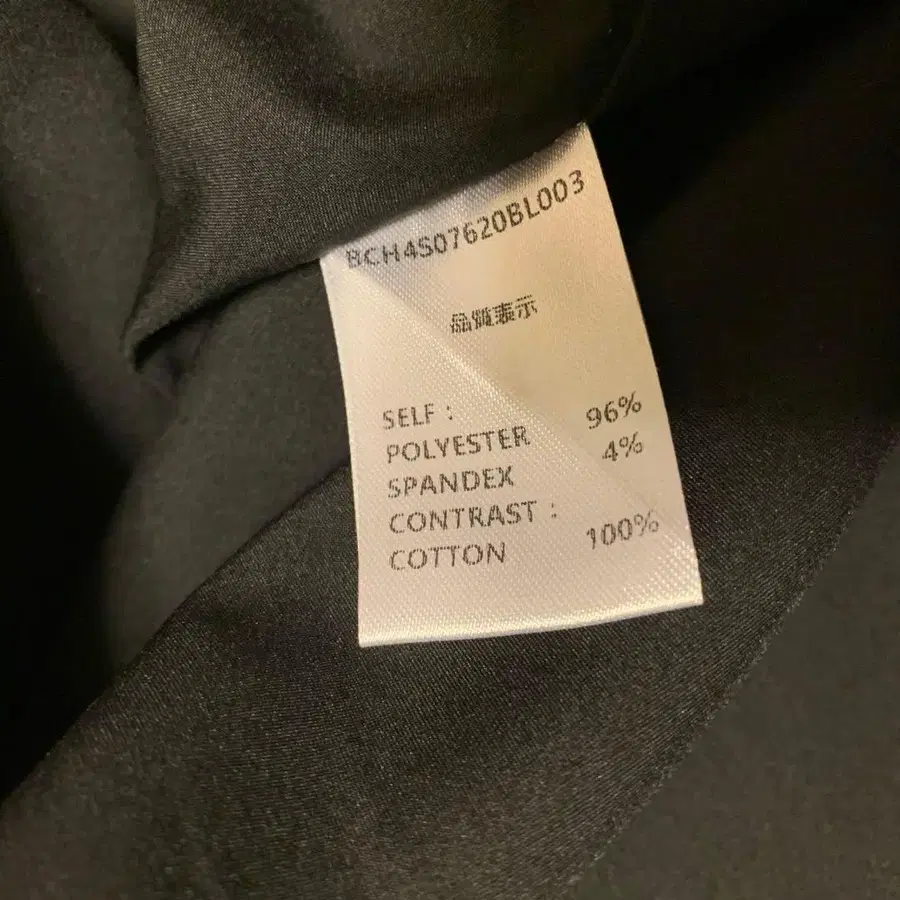 BCH4S07620BL003
品質表示
SELF :
POLYESTER 96%
SPANDEX 4%
CONTRAST :
COTTON 100%